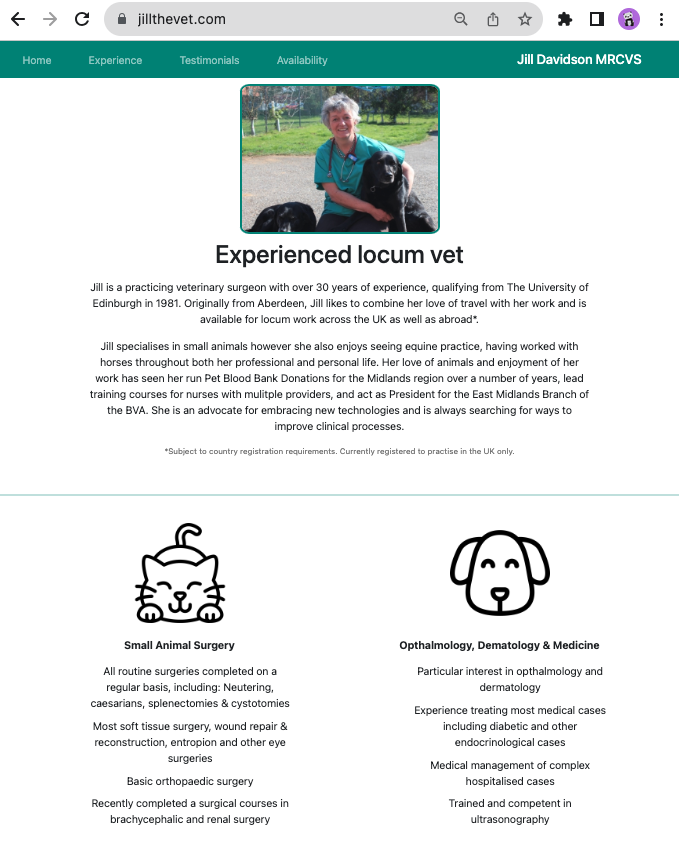 jillthevet.com
Home Experience Testimonials Availability Jill Davidson MRCVS
Experienced locum vet
Jill is a practicing veterinary surgeon with over 30 years of experience, qualifying from The University of
Edinburgh in 1981. Originally from Aberdeen, Jill likes to combine her love of travel with her work and is
available for locum work across the UK as well as abroad*.
Jill specialises in small animals however she also enjoys seeing equine practice, having worked with
horses throughout both her professional and personal life. Her love of animals and enjoyment of her
work has seen her run Pet Blood Bank Donations for the Midlands region over a number of years, lead
training courses for nurses with mulitple providers, and act as President for the East Midlands Branch of
the BVA. She is an advocate for embracing new technologies and is always searching for ways to
improve clinical processes.
*Subject to country registration requirements. Currently registered to practise in the UK only.
Small Animal Surgery
All routine surgeries completed on a
regular basis, including: Neutering,
caesarians, splenectomies & cystotomies
Most soft tissue surgery, wound repair &
reconstruction, entropion and other eye
surgeries
Basic orthopaedic surgery
Recently completed a surgical courses in
brachycephalic and renal surgery
Opthalmology, Dematology & Medicine
Particular interest in opthalmology and
dermatology
Experience treating most medical cases
including diabetic and other
endocrinological cases
Medical management of complex
hospitalised cases
Trained and competent in
ultrasonography